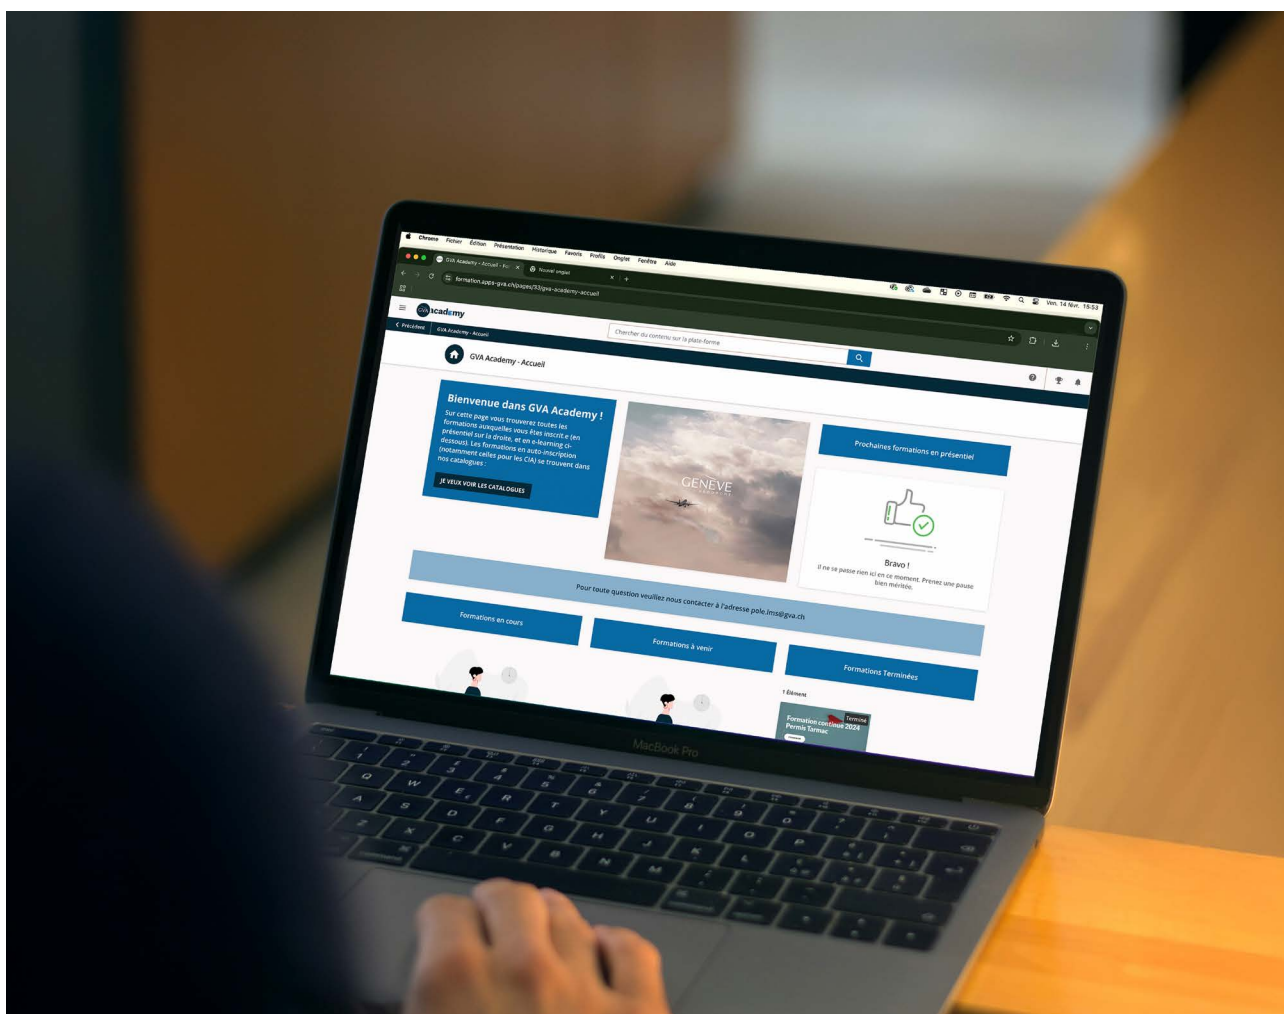 Chrome Fichier Édition Présentation Historique Favoris Profils Onglet Fenêtre Aide
Ven. 14 févr. 15:53
GVA Academy - Accueil - Po
Nouvel onglet
formation.apps-gva.ch/pages/33/gva-academy-accueil
GVA academy
Chercher du contenu sur la plate-forme
Précédent GVA Academy - Accueil
GVA Academy - Accueil
Bienvenue dans GVA Academy !
Sur cette page vous trouverez toutes les
formations auxquelles vous êtes inscrit.e (en
présentiel sur la droite, et en e-learning ci-
dessous). Les formations en auto-inscription
(notamment celles pour les CIA) se trouvent dans
nos catalogues :
JE VEUX VOIR LES CATALOGUES
GENÈVE
AÉROPORT
Prochaines formations en présentiel
Bravo !
Il ne se passe rien ici en ce moment. Prenez une pause
bien méritée.
Pour toute question veuillez nous contacter à l'adresse pole.lms@gva.ch
Formations en cours
Formations à venir
Formations Terminées
1 Élément
Terminé
Formation continue 2024
Permis Tarmac
MacBook Pro